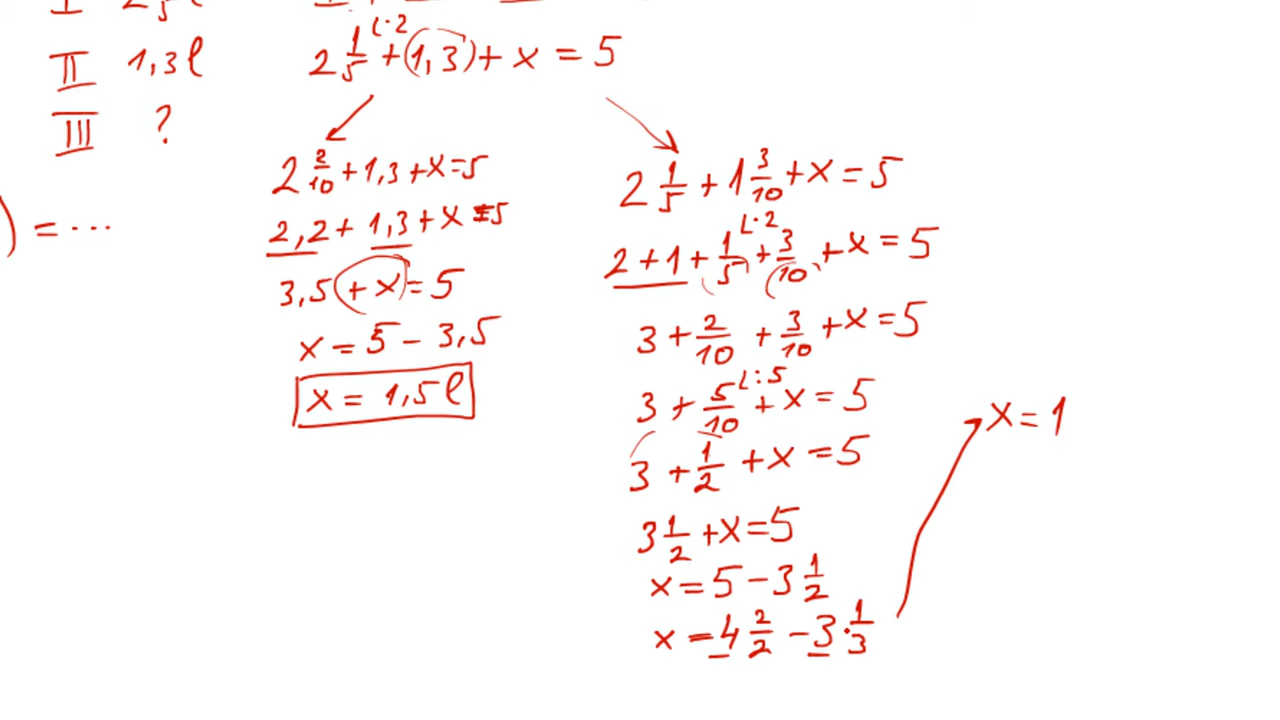 II 1,3 l
III ?
) = ...
2 1/5 + (1,3) + x = 5
L·2
2 2/10 + 1,3 + x = 5
2,2 + 1,3 + x = 5
3,5 + x = 5
x = 5 - 3,5
x = 1,5 l
2 1/5 + 1 3/10 + x = 5
L·2
2 + 1 + 1/5 + 3/10 + x = 5
3 + 2/10 + 3/10 + x = 5
L:5
3 + 5/10 + x = 5
3 + 1/2 + x = 5
3 1/2 + x = 5
x = 5 - 3 1/2
x = 4 2/2 - 3 1/3
x = 1